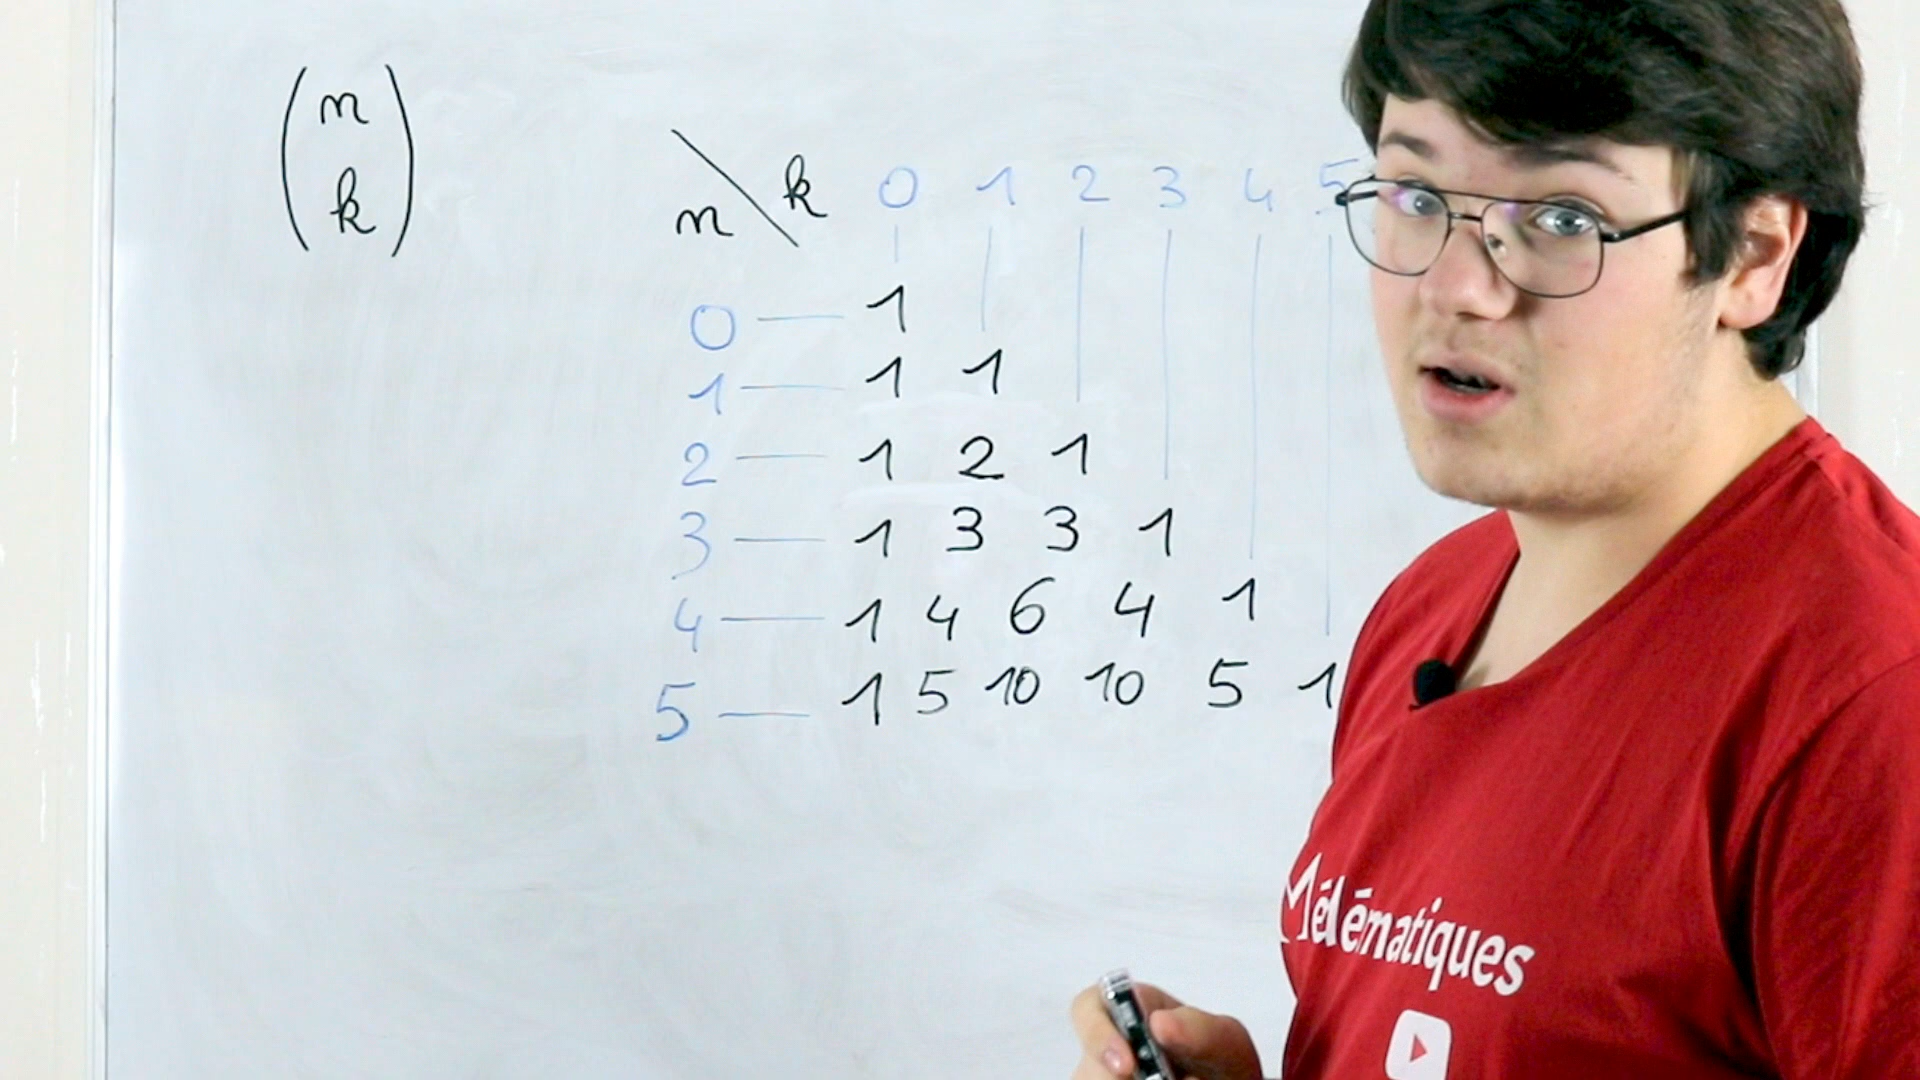 n
k
n \ k 0 1 2 3 4 5
0 1
1 1 1
2 1 2 1
3 1 3 3 1
4 1 4 6 4 1
5 1 5 10 10 5 1
Médématiques